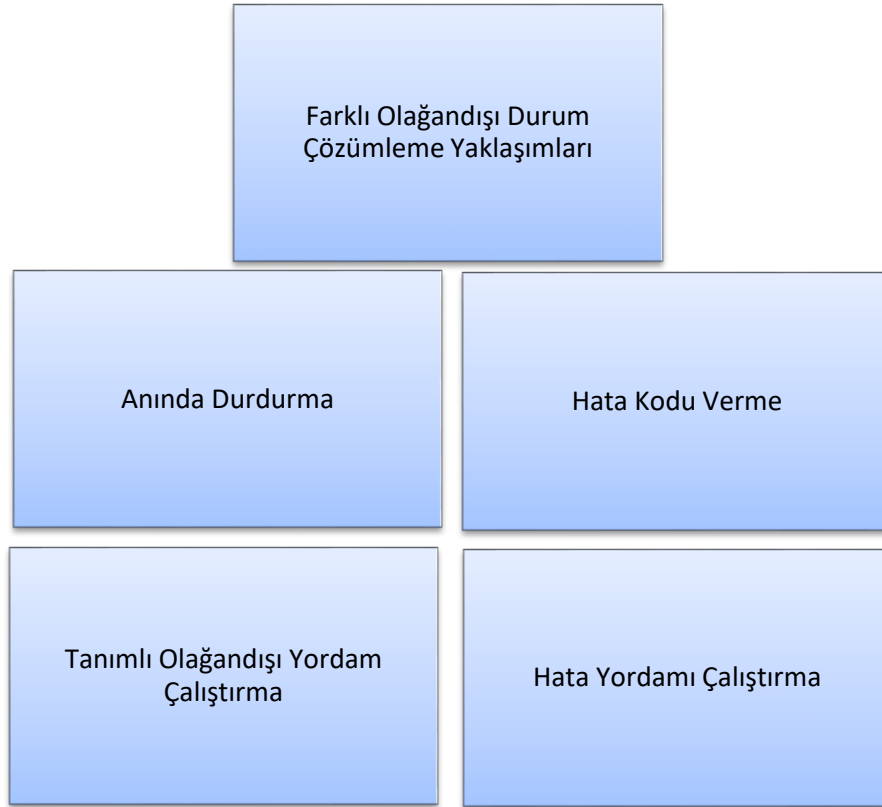 Farklı Olağandışı Durum
Çözümleme Yaklaşımları
Anında Durdurma
Hata Kodu Verme
Tanımlı Olağandışı Yordam
Çalıştırma
Hata Yordamı Çalıştırma